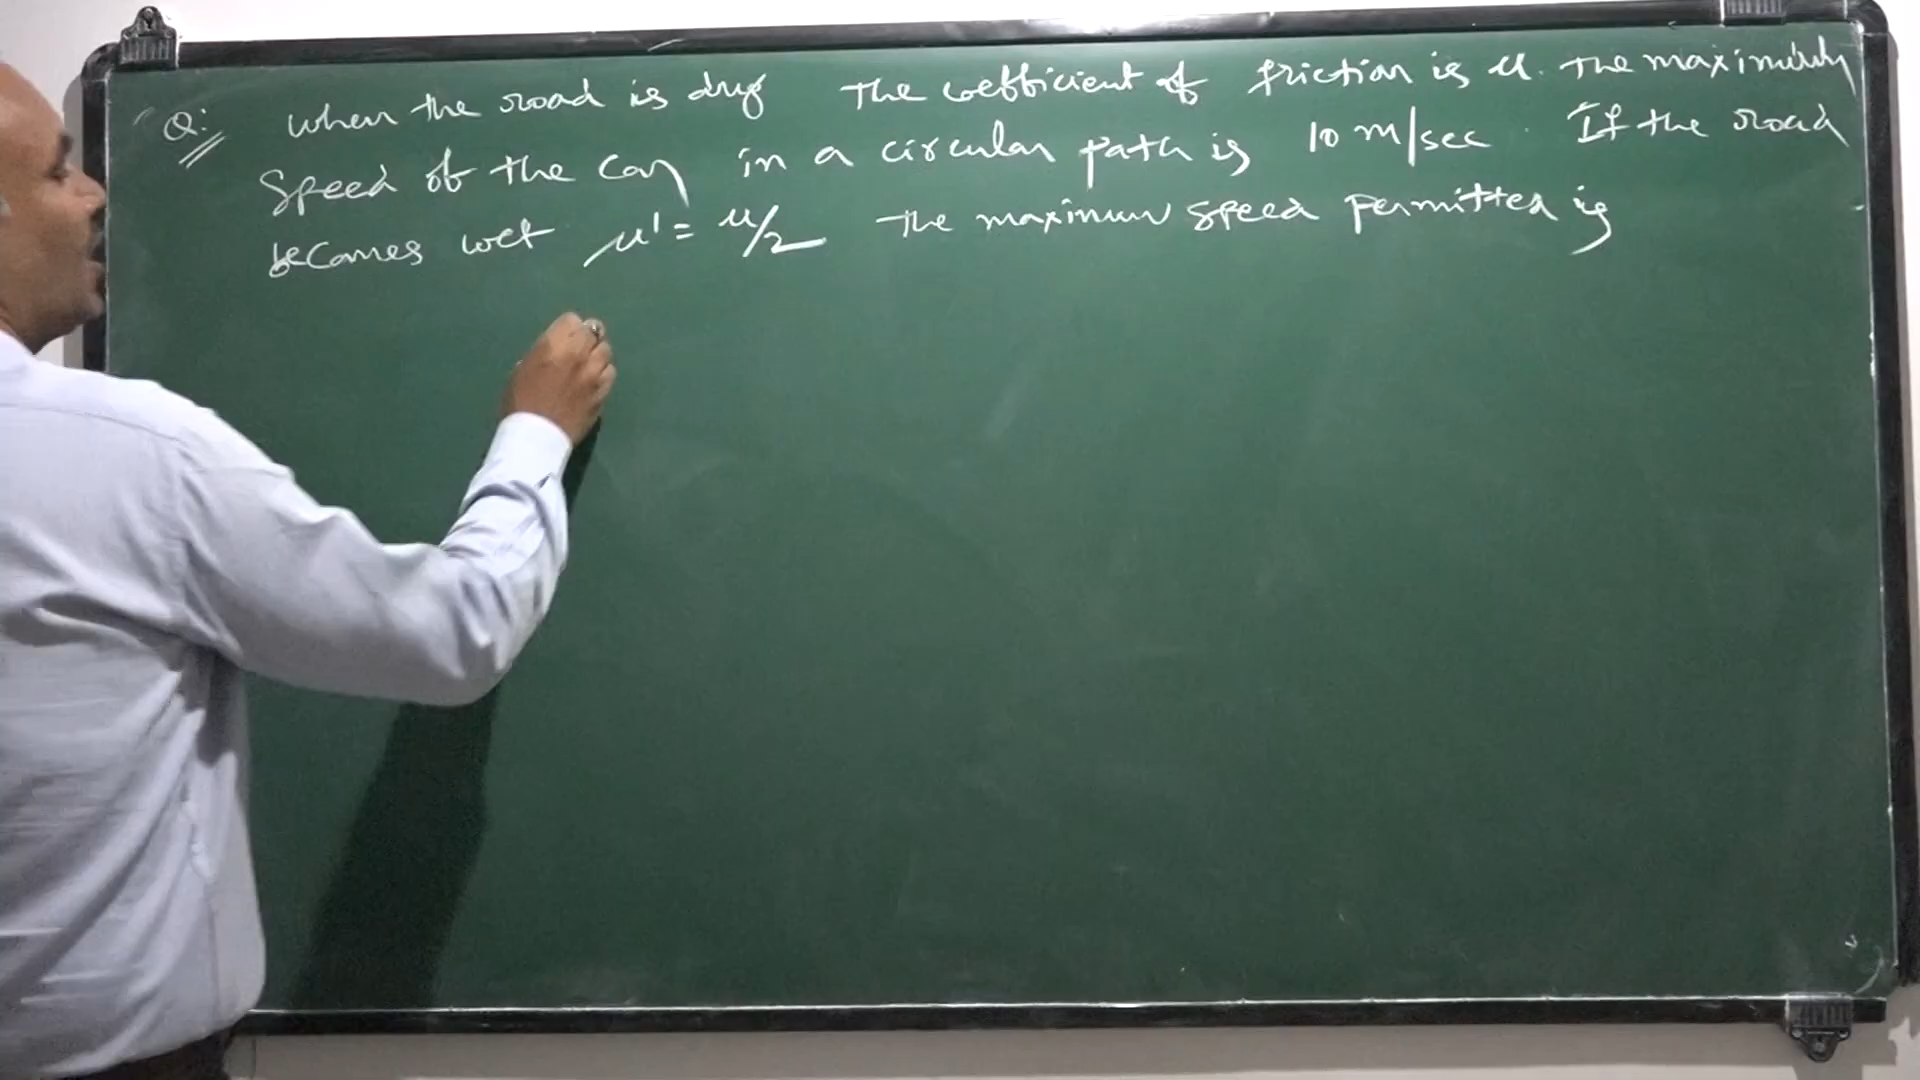 Q: When the road is dry the coefficient of friction is μ. The maximum
speed of the car in a circular path is 10 m/sec. If the road
becomes wet μ' = μ/2 the maximum speed permitted is